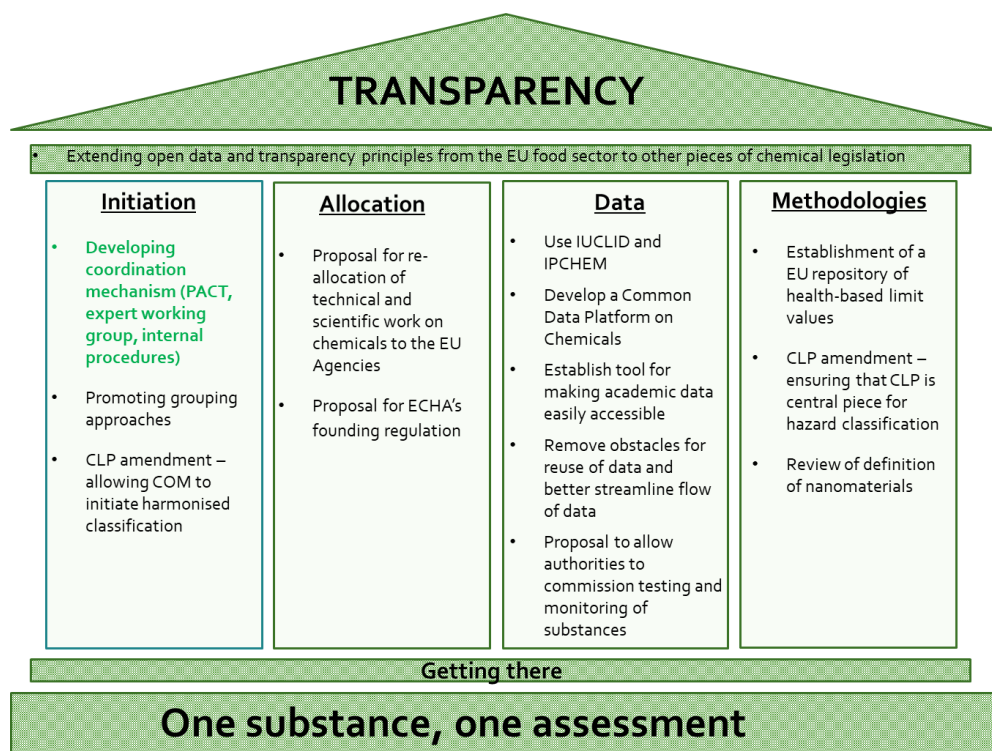 TRANSPARENCY
• Extending open data and transparency principles from the EU food sector to other pieces of chemical legislation
Initiation
• Developing
coordination
mechanism (PACT,
expert working
group, internal
procedures)
• Promoting grouping
approaches
• CLP amendment –
allowing COM to
initiate harmonised
classification
Allocation
• Proposal for re-
allocation of
technical and
scientific work on
chemicals to the EU
Agencies
• Proposal for ECHA's
founding regulation
Data
• Use IUCLID and
IPCHEM
• Develop a Common
Data Platform on
Chemicals
• Establish tool for
making academic data
easily accessible
• Remove obstacles for
reuse of data and
better streamline flow
of data
• Proposal to allow
authorities to
commission testing and
monitoring of
substances
Methodologies
• Establishment of a
EU repository of
health-based limit
values
• CLP amendment –
ensuring that CLP is
central piece for
hazard classification
• Review of definition
of nanomaterials
Getting there
One substance, one assessment